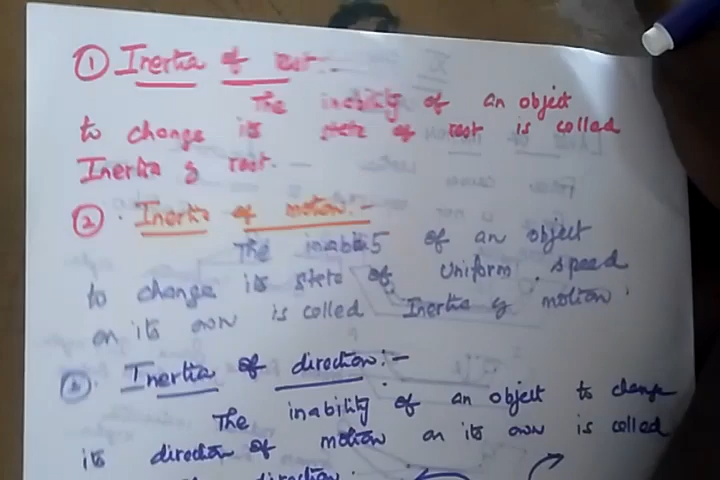 ① Inertia of rest:-
The inability of an object
to change its state of rest is called
Inertia of rest. -
② . Inertia of motion:-
The inability of an object
to change its state of Uniform speed
on its own is called Inertia of motion.
Inertia of direction:-
The inability of an object to change
its direction of motion on its own is called
direction.